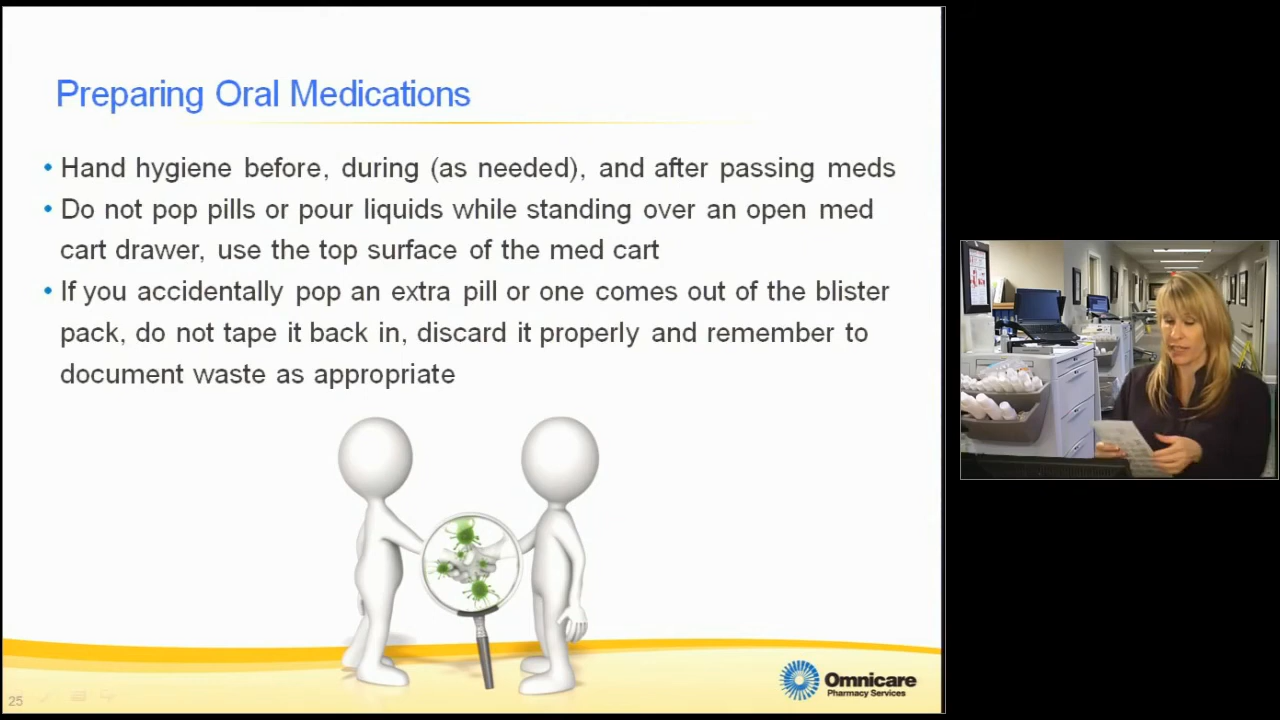 Preparing Oral Medications
• Hand hygiene before, during (as needed), and after passing meds
• Do not pop pills or pour liquids while standing over an open med
cart drawer, use the top surface of the med cart
• If you accidentally pop an extra pill or one comes out of the blister
pack, do not tape it back in, discard it properly and remember to
document waste as appropriate
25
Omnicare
Pharmacy Services